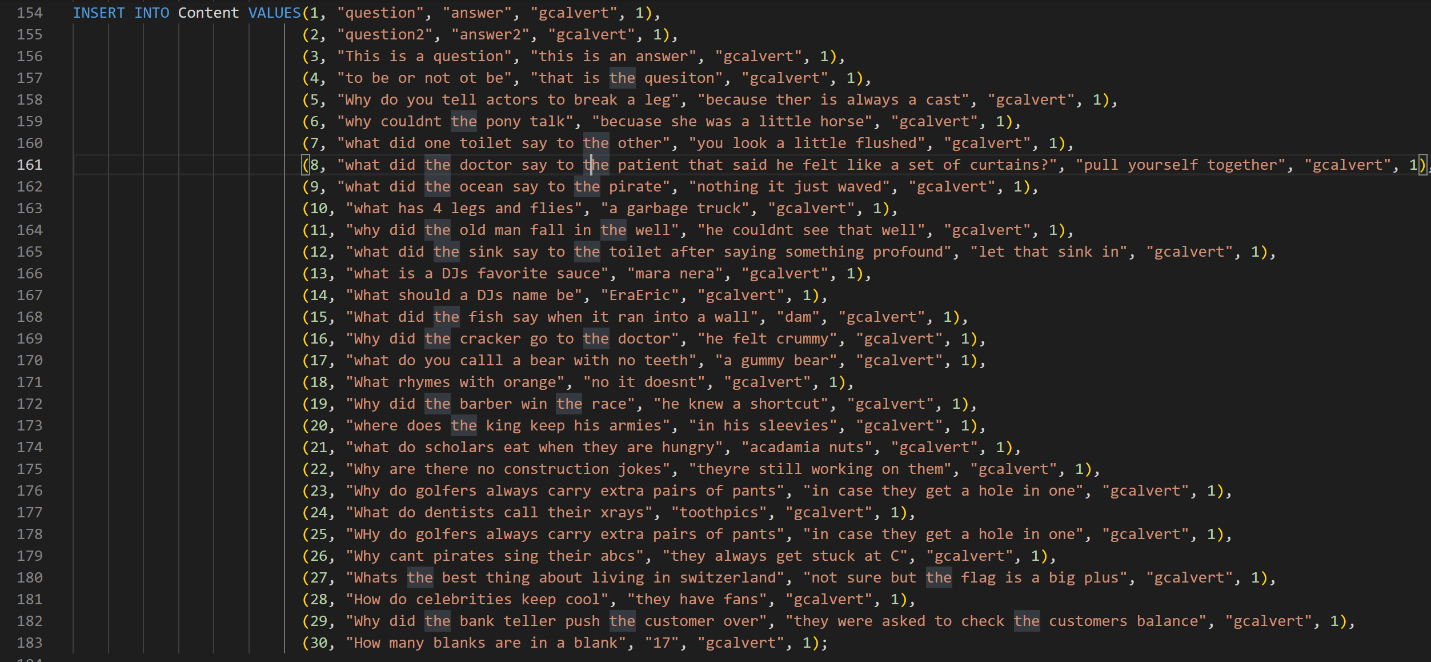 154 INSERT INTO Content VALUES(1, "question", "answer", "gcalvert", 1),
155 (2, "question2", "answer2", "gcalvert", 1),
156 (3, "This is a question", "this is an answer", "gcalvert", 1),
157 (4, "to be or not ot be", "that is the quesiton", "gcalvert", 1),
158 (5, "Why do you tell actors to break a leg", "because ther is always a cast", "gcalvert", 1),
159 (6, "why couldnt the pony talk", "becuase she was a little horse", "gcalvert", 1),
160 (7, "what did one toilet say to the other", "you look a little flushed", "gcalvert", 1),
161 (8, "what did the doctor say to the patient that said he felt like a set of curtains?", "pull yourself together", "gcalvert", 1),
162 (9, "what did the ocean say to the pirate", "nothing it just waved", "gcalvert", 1),
163 (10, "what has 4 legs and flies", "a garbage truck", "gcalvert", 1),
164 (11, "why did the old man fall in the well", "he couldnt see that well", "gcalvert", 1),
165 (12, "what did the sink say to the toilet after saying something profound", "let that sink in", "gcalvert", 1),
166 (13, "what is a DJs favorite sauce", "mara nera", "gcalvert", 1),
167 (14, "What should a DJs name be", "EraEric", "gcalvert", 1),
168 (15, "What did the fish say when it ran into a wall", "dam", "gcalvert", 1),
169 (16, "Why did the cracker go to the doctor", "he felt crummy", "gcalvert", 1),
170 (17, "what do you calll a bear with no teeth", "a gummy bear", "gcalvert", 1),
171 (18, "What rhymes with orange", "no it doesnt", "gcalvert", 1),
172 (19, "Why did the barber win the race", "he knew a shortcut", "gcalvert", 1),
173 (20, "where does the king keep his armies", "in his sleevies", "gcalvert", 1),
174 (21, "what do scholars eat when they are hungry", "acadamia nuts", "gcalvert", 1),
175 (22, "Why are there no construction jokes", "theyre still working on them", "gcalvert", 1),
176 (23, "Why do golfers always carry extra pairs of pants", "in case they get a hole in one", "gcalvert", 1),
177 (24, "What do dentists call their xrays", "toothpics", "gcalvert", 1),
178 (25, "WHy do golfers always carry extra pairs of pants", "in case they get a hole in one", "gcalvert", 1),
179 (26, "Why cant pirates sing their abcs", "they always get stuck at C", "gcalvert", 1),
180 (27, "Whats the best thing about living in switzerland", "not sure but the flag is a big plus", "gcalvert", 1),
181 (28, "How do celebrities keep cool", "they have fans", "gcalvert", 1),
182 (29, "Why did the bank teller push the customer over", "they were asked to check the customers balance", "gcalvert", 1),
183 (30, "How many blanks are in a blank", "17", "gcalvert", 1);